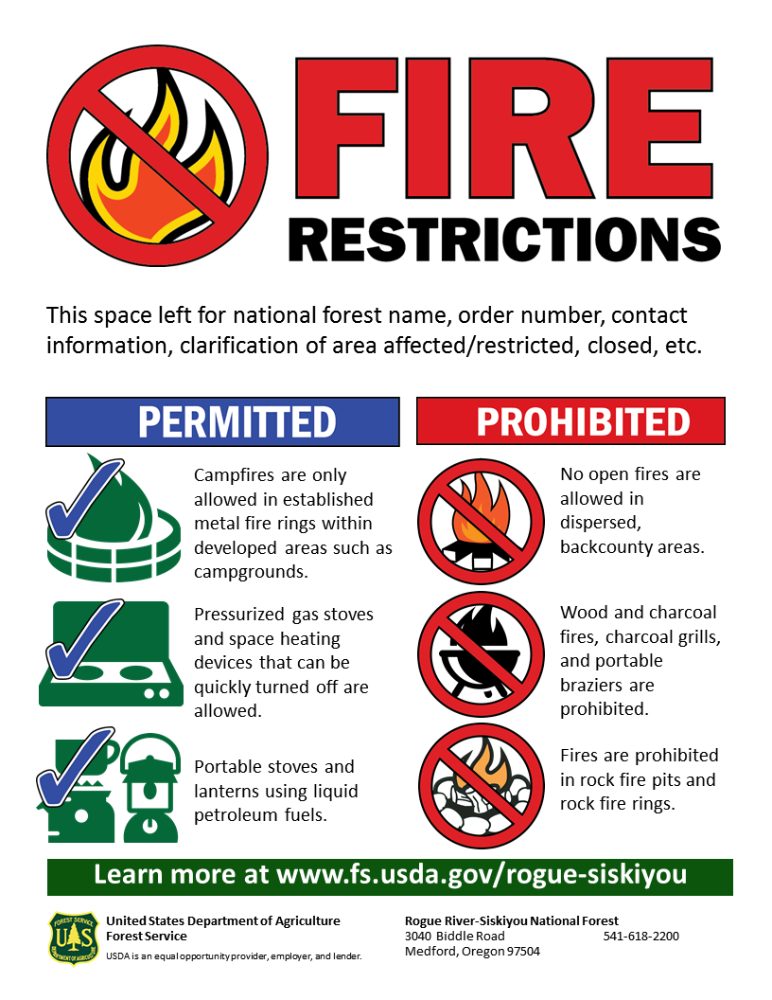 FIRE
RESTRICTIONS
This space left for national forest name, order number, contact
information, clarification of area affected/restricted, closed, etc.
PERMITTED
Campfires are only
allowed in established
metal fire rings within
developed areas such as
campgrounds.
Pressurized gas stoves
and space heating
devices that can be
quickly turned off are
allowed.
Portable stoves and
lanterns using liquid
petroleum fuels.
PROHIBITED
No open fires are
allowed in
dispersed,
backcounty areas.
Wood and charcoal
fires, charcoal grills,
and portable
braziers are
prohibited.
Fires are prohibited
in rock fire pits and
rock fire rings.
Learn more at www.fs.usda.gov/rogue-siskiyou
FOREST SERVICE
U S
DEPARTMENT OF AGRICULTURE
United States Department of Agriculture
Forest Service
USDA is an equal opportunity provider, employer, and lender.
Rogue River-Siskiyou National Forest
3040 Biddle Road 541-618-2200
Medford, Oregon 97504